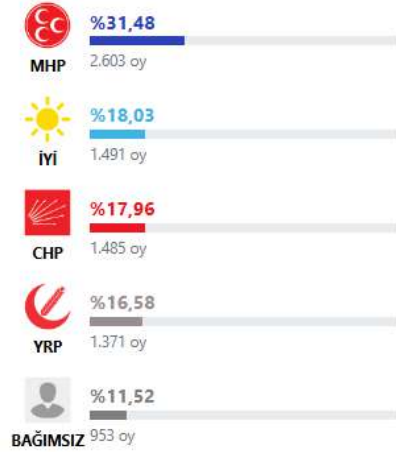 %31,48
MHP 2.603 oy
%18,03
İYİ 1.491 oy
%17,96
CHP 1.485 oy
%16,58
YRP 1.371 oy
%11,52
BAĞIMSIZ 953 oy